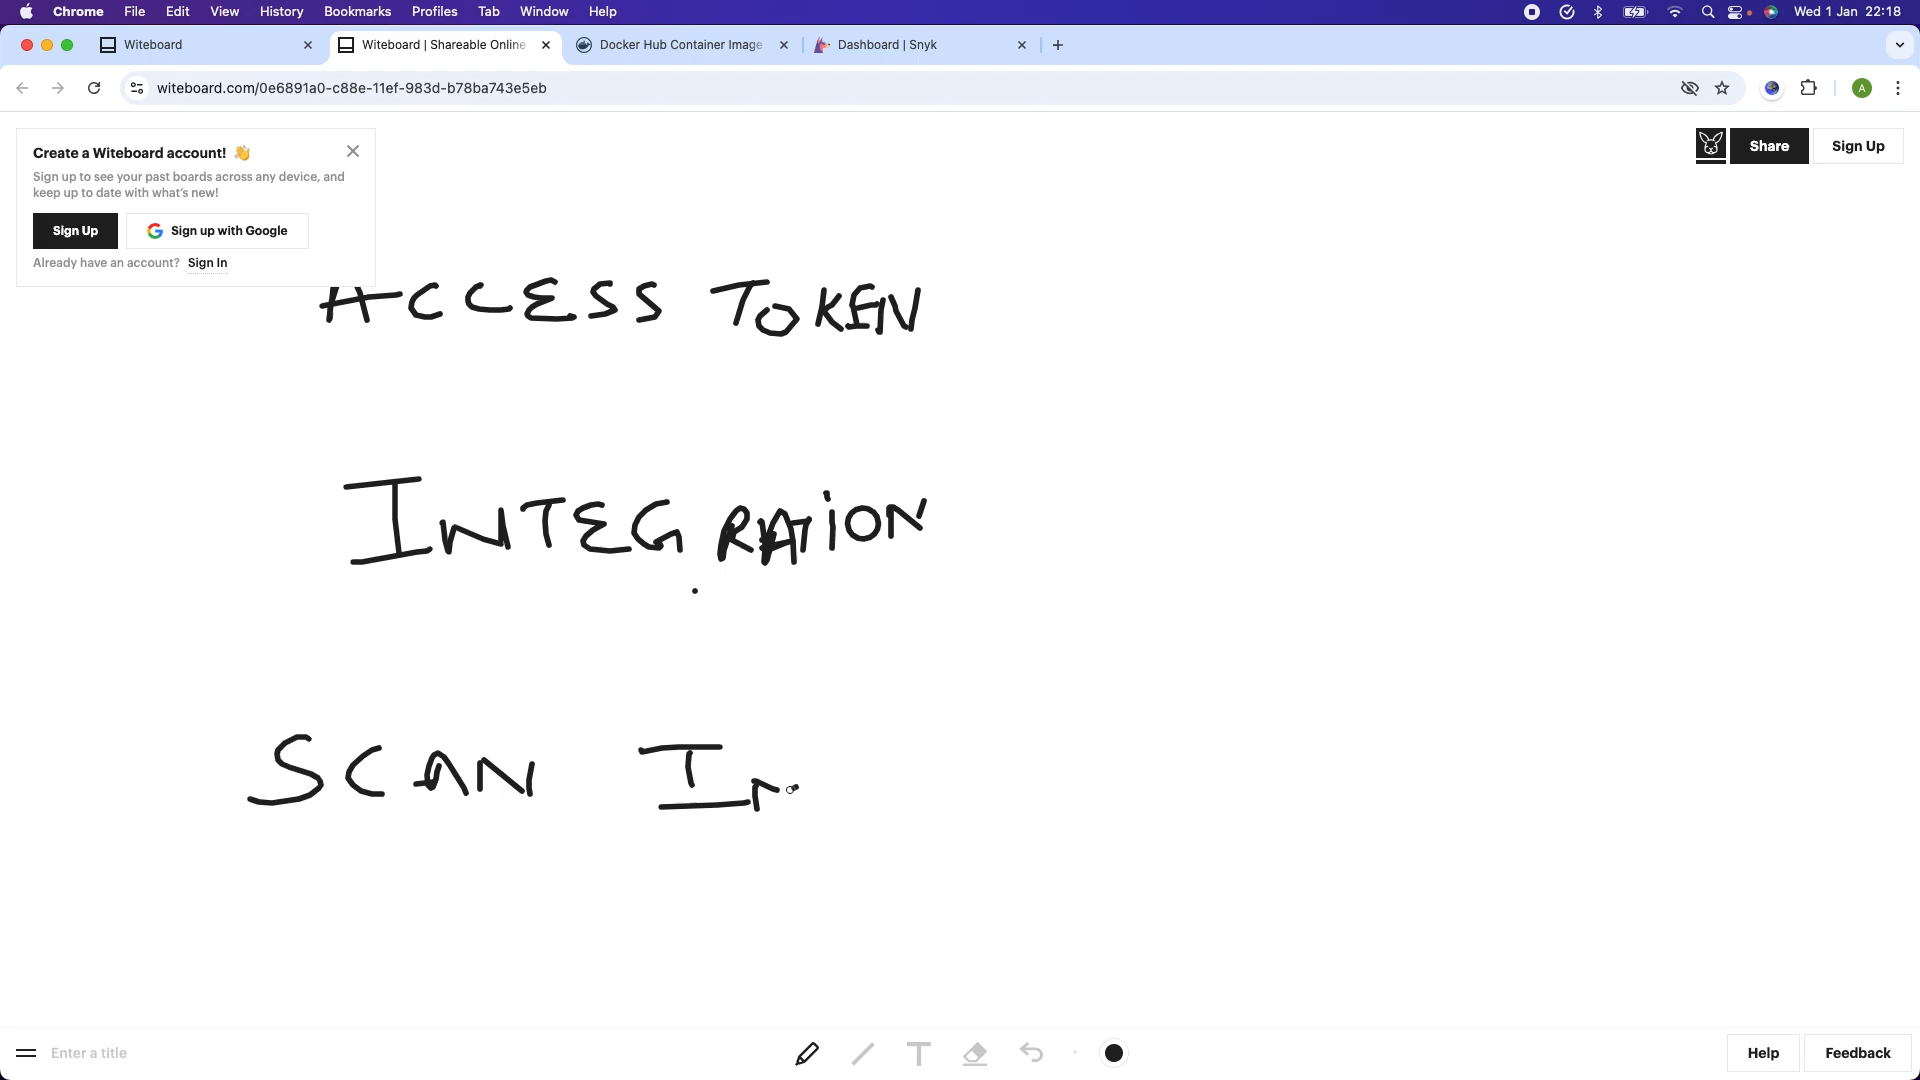 Chrome File Edit View History Bookmarks Profiles Tab Window Help Wed 1 Jan 22:18
Witeboard Witeboard | Shareable Online Docker Hub Container Image Dashboard | Snyk
witeboard.com/0e6891a0-c88e-11ef-983d-b78ba743e5eb A
Create a Witeboard account! 👋
Sign up to see your past boards across any device, and
keep up to date with what's new!
Sign Up Sign up with Google
Already have an account? Sign In
Share Sign Up
ACCESS TOKEN
INTEGRATION
SCAN
Enter a title T Help Feedback